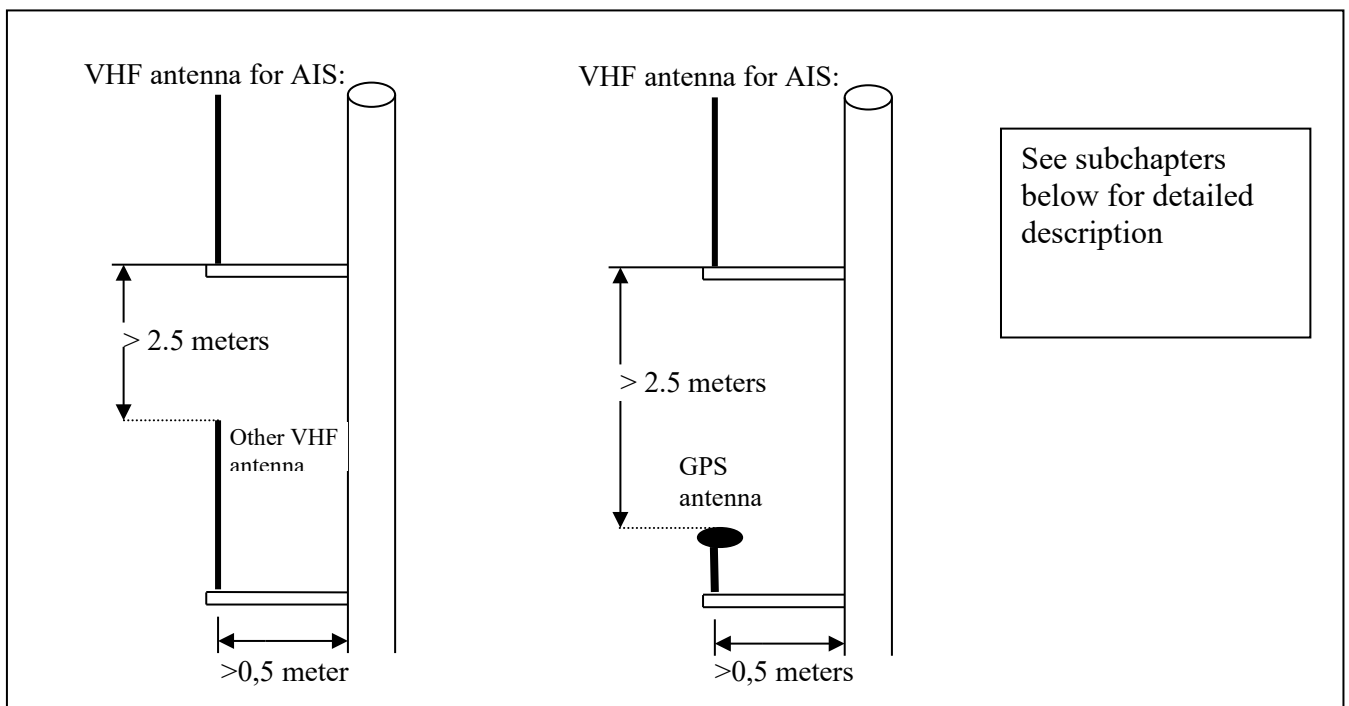 VHF antenna for AIS:
> 2.5 meters
Other VHF
antenna
>0,5 meter
VHF antenna for AIS:
> 2.5 meters
GPS
antenna
>0,5 meters
See subchapters
below for detailed
description